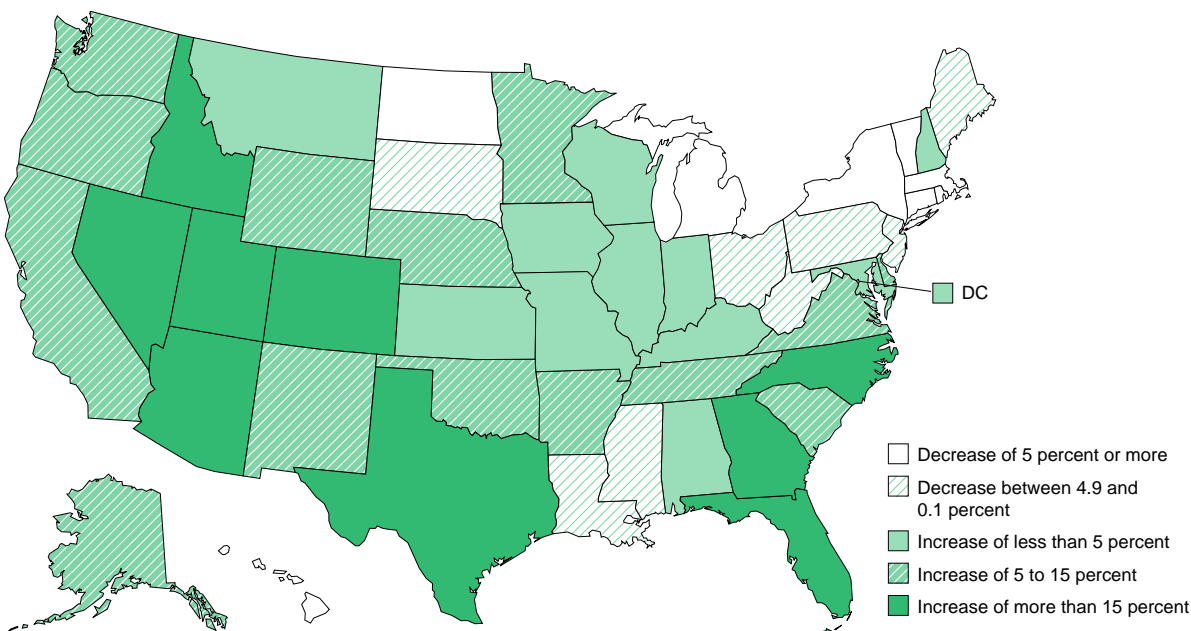 DC
Decrease of 5 percent or more
Decrease between 4.9 and
0.1 percent
Increase of less than 5 percent
Increase of 5 to 15 percent
Increase of more than 15 percent